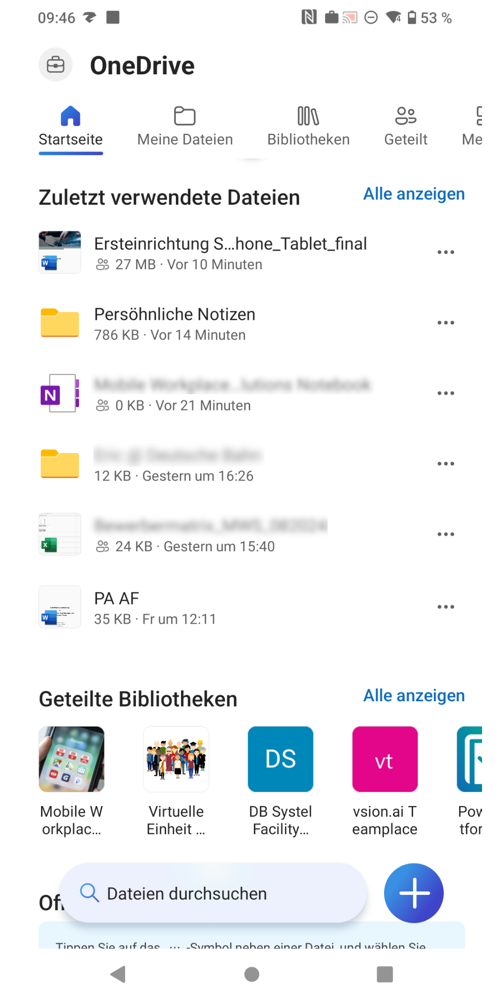 09:46 4 53 %
OneDrive
Startseite Meine Dateien Bibliotheken Geteilt Me
Zuletzt verwendete Dateien Alle anzeigen
Ersteinrichtung S...hone_Tablet_final
27 MB · Vor 10 Minuten
Persöhnliche Notizen
786 KB · Vor 14 Minuten
N
0 KB · Vor 21 Minuten
12 KB · Gestern um 16:26
24 KB · Gestern um 15:40
PA AF
35 KB · Fr um 12:11
Geteilte Bibliotheken Alle anzeigen
Reisen
DS vt
Mobile W Virtuelle DB Systel vsion.ai T Pow
orkplac... Einheit ... Facility... eamplace tfor
Dateien durchsuchen
Of
Tippen Sie auf das ... -Symbol neben einer Datei, und wählen Sie